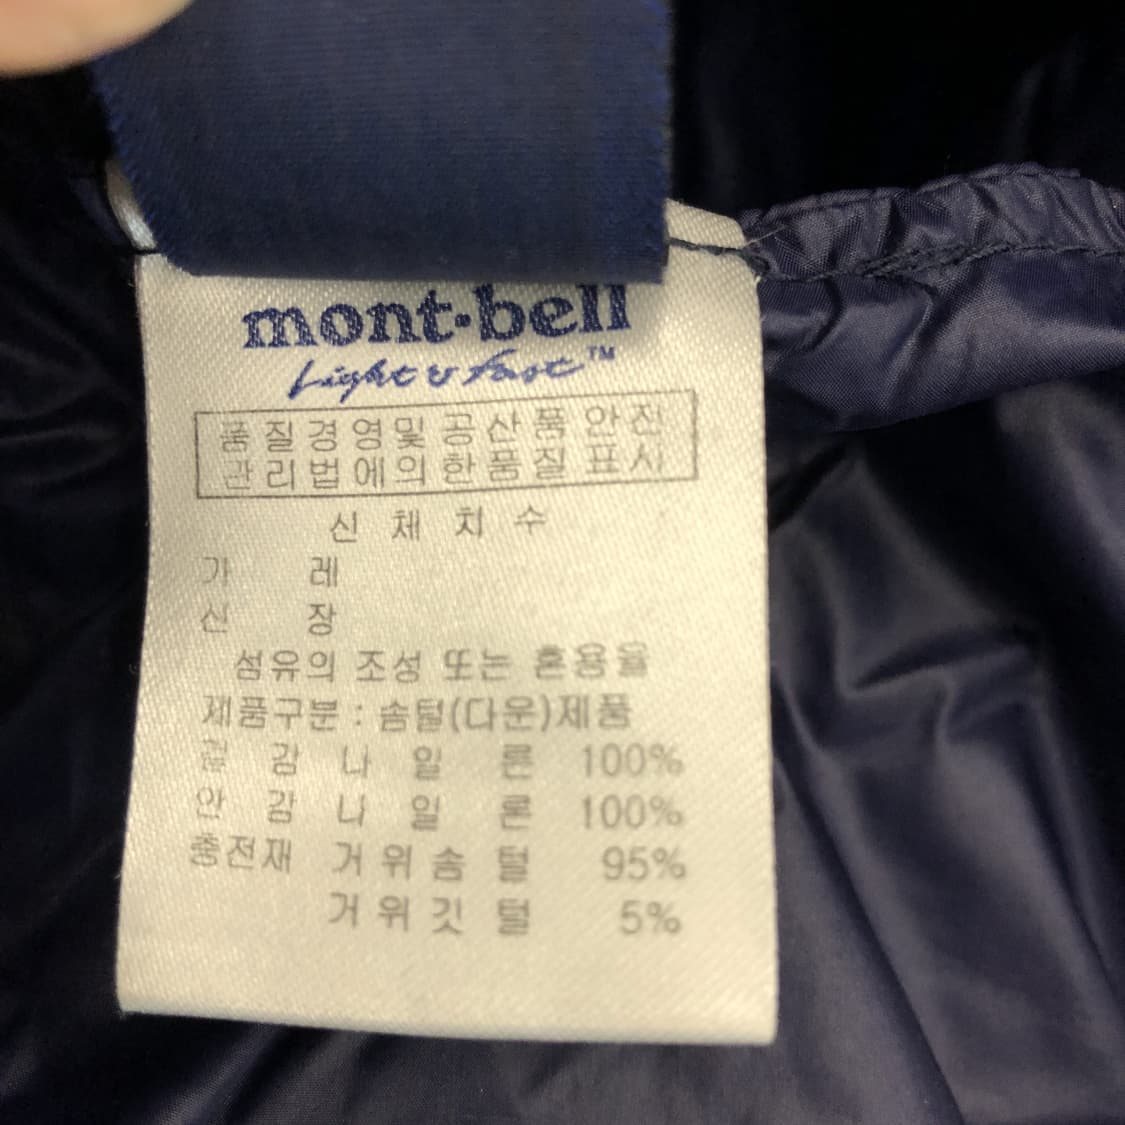 mont·bell
Light & Fast™
품질경영및 공산품안전
관리법에의한품질표시
신체치수
가 레
신 장
섬유의 조성 또는 혼용율
제품구분 : 솜털(다운)제품
겉 감 나 일 론 100%
안 감 나 일 론 100%
충전재 거위솜털 95%
거위깃털 5%